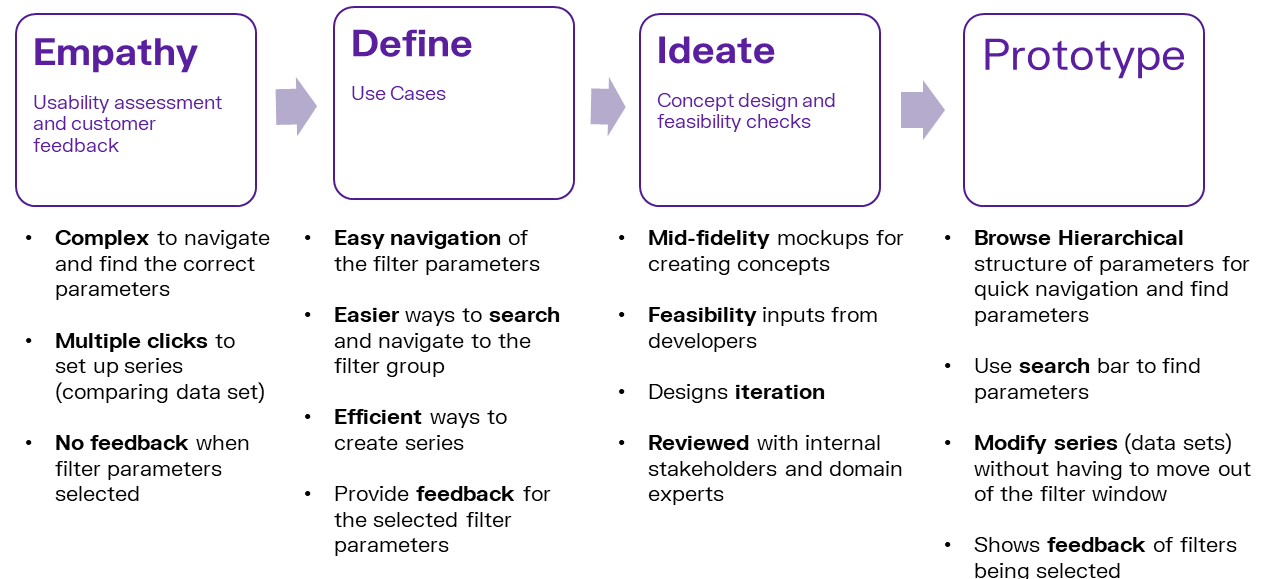 Empathy
Usability assessment
and customer
feedback
Define
Use Cases
Ideate
Concept design and
feasibility checks
Prototype
• Complex to navigate
and find the correct
parameters
• Multiple clicks to
set up series
(comparing data set)
• No feedback when
filter parameters
selected
• Easy navigation of
the filter parameters
• Easier ways to search
and navigate to the
filter group
• Efficient ways to
create series
• Provide feedback for
the selected filter
parameters
• Mid-fidelity mockups for
creating concepts
• Feasibility inputs from
developers
• Designs iteration
• Reviewed with internal
stakeholders and domain
experts
• Browse Hierarchical
structure of parameters for
quick navigation and find
parameters
• Use search bar to find
parameters
• Modify series (data sets)
without having to move out
of the filter window
• Shows feedback of filters
being selected